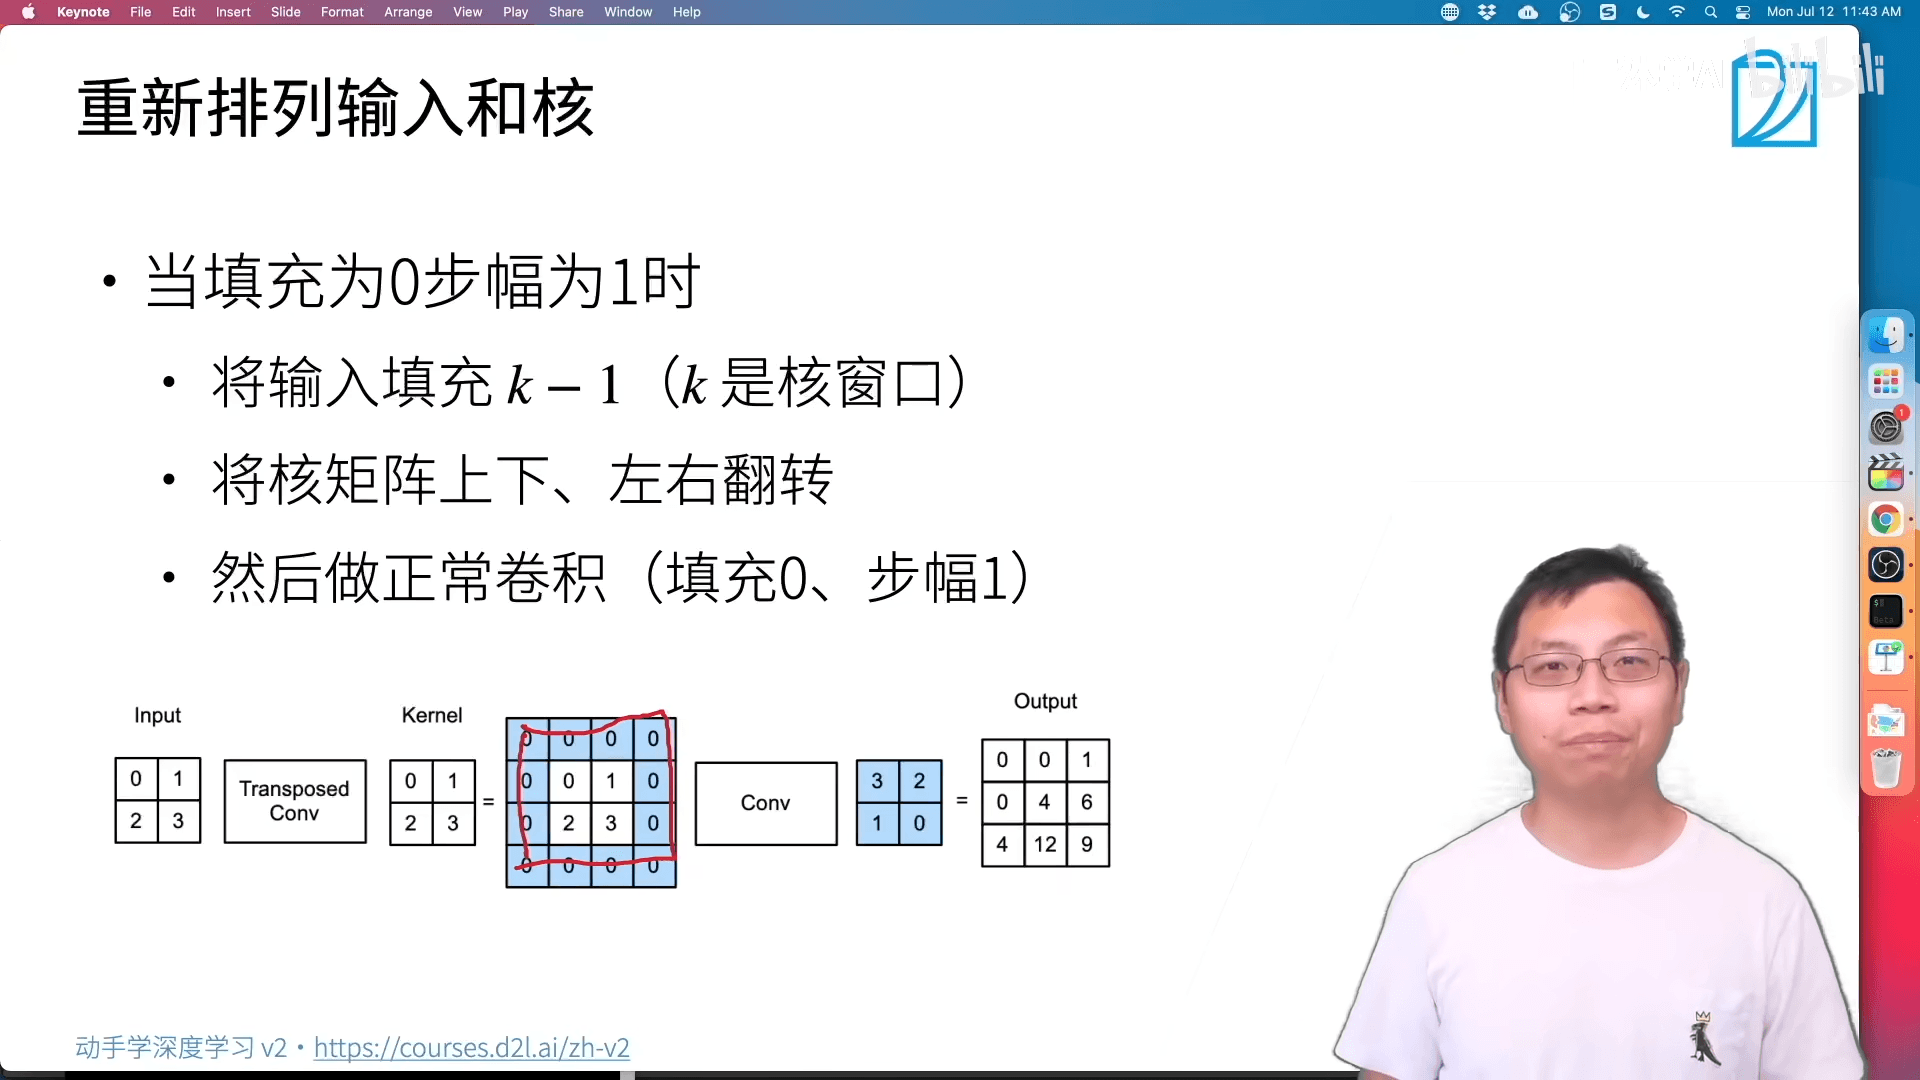 Keynote File Edit Insert Slide Format Arrange View Play Share Window Help Mon Jul 12 11:43 AM
bilibili
重新排列输入和核
• 当填充为0步幅为1时
• 将输入填充 k − 1（k 是核窗口）
• 将核矩阵上下、左右翻转
• 然后做正常卷积（填充0、步幅1）
Input Kernel Output
0 1
2 3
Transposed
Conv
0 1
2 3
=
0 0 0 0
0 0 1 0
0 2 3 0
0 0 0 0
Conv
3 2
1 0
=
0 0 1
0 4 6
4 12 9
动手学深度学习 v2 • https://courses.d2l.ai/zh-v2